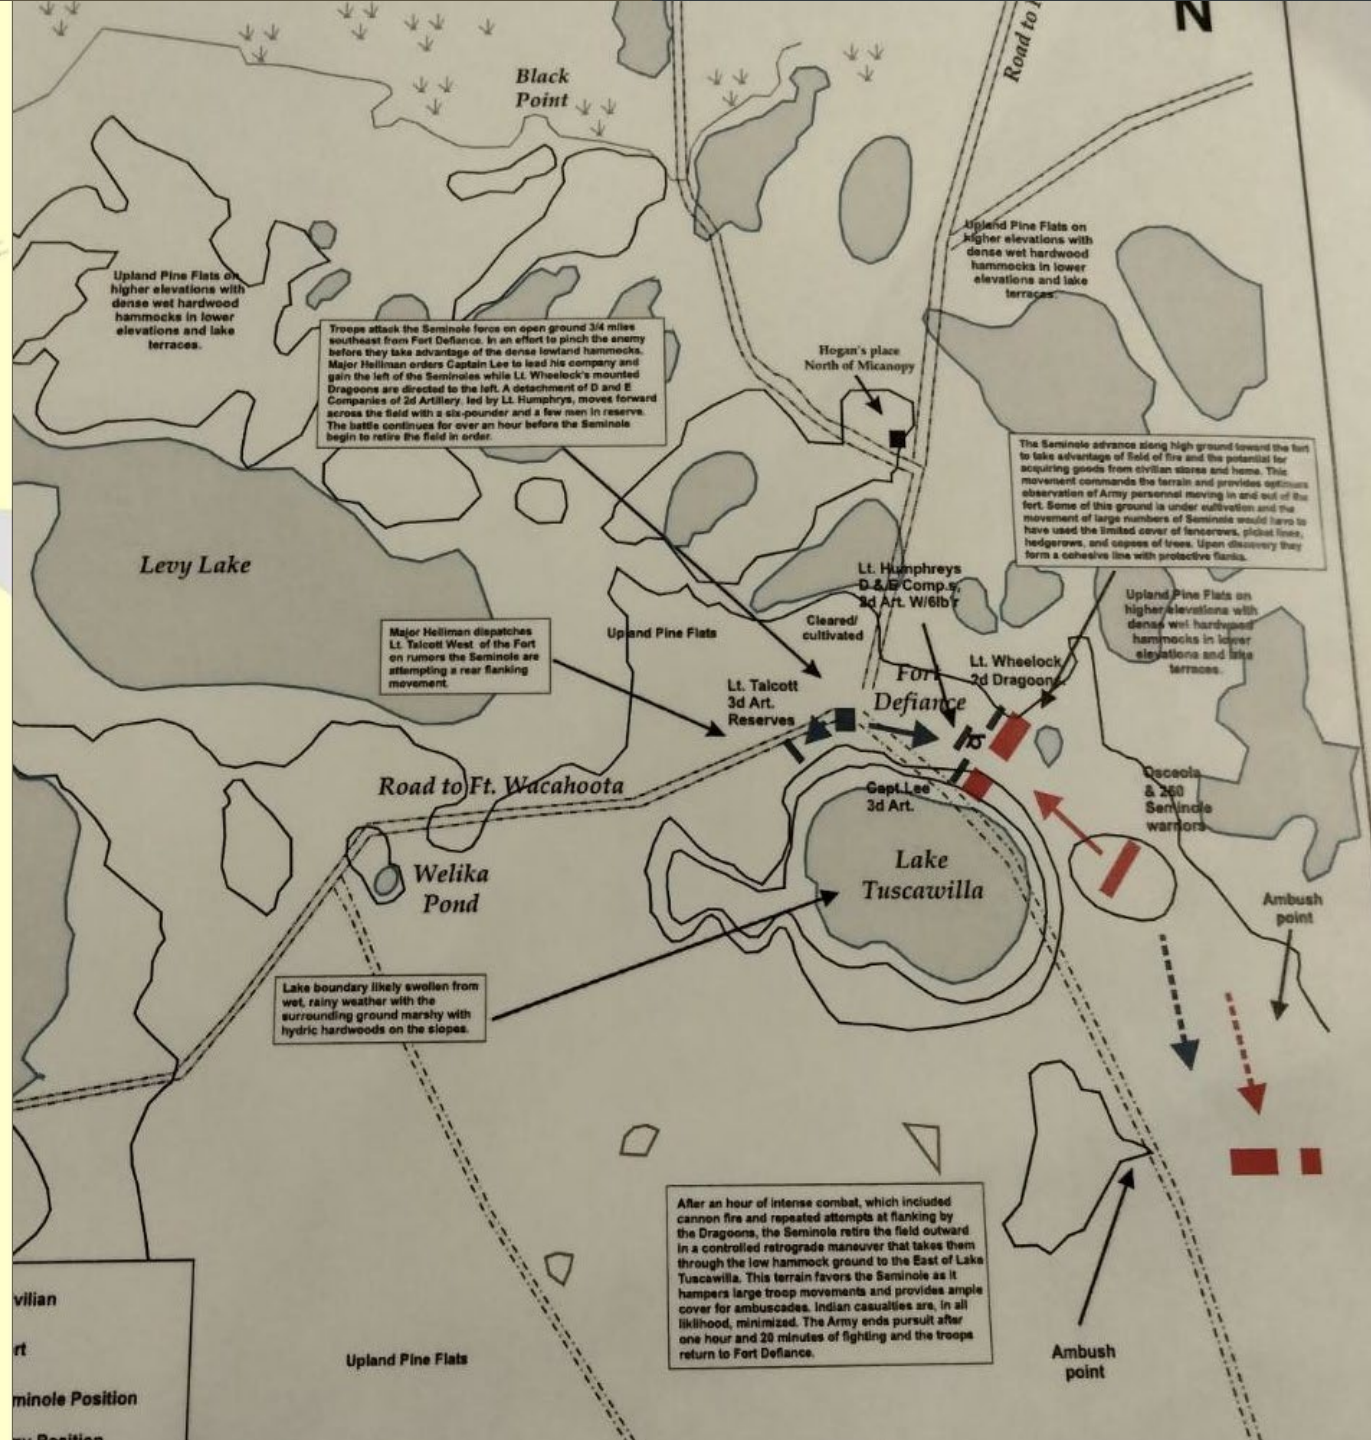 N
Road to
Black
Point
Upland Pine Flats on
higher elevations with
dense wet hardwood
hammocks in lower
elevations and lake
terraces.
Upland Pine Flats on
higher elevations with
dense wet hardwood
hammocks in lower
elevations and lake
terraces.
Troops attack the Seminole force on open ground 3/4 miles
southeast from Fort Defiance. In an effort to pinch the enemy
before they take advantage of the dense lowland hammocks,
Major Heiliman orders Captain Lee to lead his company and
gain the left of the Seminoles while Lt. Wheelock's mounted
Dragoons are directed to the left. A detachment of D and E
Companies of 2d Artillery, led by Lt. Humphrys, moves forward
across the field with a six-pounder and a few men in reserve.
The battle continues for over an hour before the Seminole
begin to retire the field in order.
Hogan's place
North of Micanopy
The Seminole advance along high ground toward the fort
to take advantage of field of fire and the potential for
acquiring goods from civilian stores and home. This
movement commands the terrain and provides optimum
observation of Army personnel moving in and out of the
fort. Some of this ground is under cultivation and the
movement of large numbers of Seminole would have to
have used the limited cover of fencerows, picket lines,
hedgerows, and copses of trees. Upon discovery they
form a cohesive line with protective flanks.
Levy Lake
Lt. Humphreys
D & E Comp.s,
2d Art. W/6lb'r
Upland Pine Flats on
higher elevations with
dense wet hardwood
hammocks in lower
elevations and lake
terraces.
Major Heiliman dispatches
Lt. Talcott West of the Fort
on rumors the Seminole are
attempting a rear flanking
movement.
Upland Pine Flats
Cleared/
cultivated
Lt. Wheelock
2d Dragoons
Fort
Defiance
Lt. Talcott
3d Art.
Reserves
Road to Ft. Wacahoota
Capt.Lee
3d Art.
Osceola
& 250
Seminole
warriors
Welika
Pond
Lake
Tuscawilla
Ambush
point
Lake boundary likely swollen from
wet, rainy weather with the
surrounding ground marshy with
hydric hardwoods on the slopes.
After an hour of intense combat, which included
cannon fire and repeated attempts at flanking by
the Dragoons, the Seminole retire the field outward
in a controlled retrograde maneuver that takes them
through the low hammock ground to the East of Lake
Tuscawilla. This terrain favors the Seminole as it
hampers large troop movements and provides ample
cover for ambuscades. Indian casualties are, in all
liklihood, minimized. The Army ends pursuit after
one hour and 20 minutes of fighting and the troops
return to Fort Defiance.
Ambush
point
Upland Pine Flats
vilian
rt
minole Position
my Position